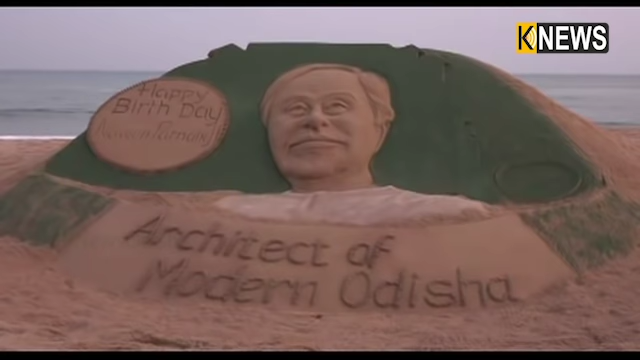 KNEWS
Happy
Birth Day
Architect of
Modern Odisha